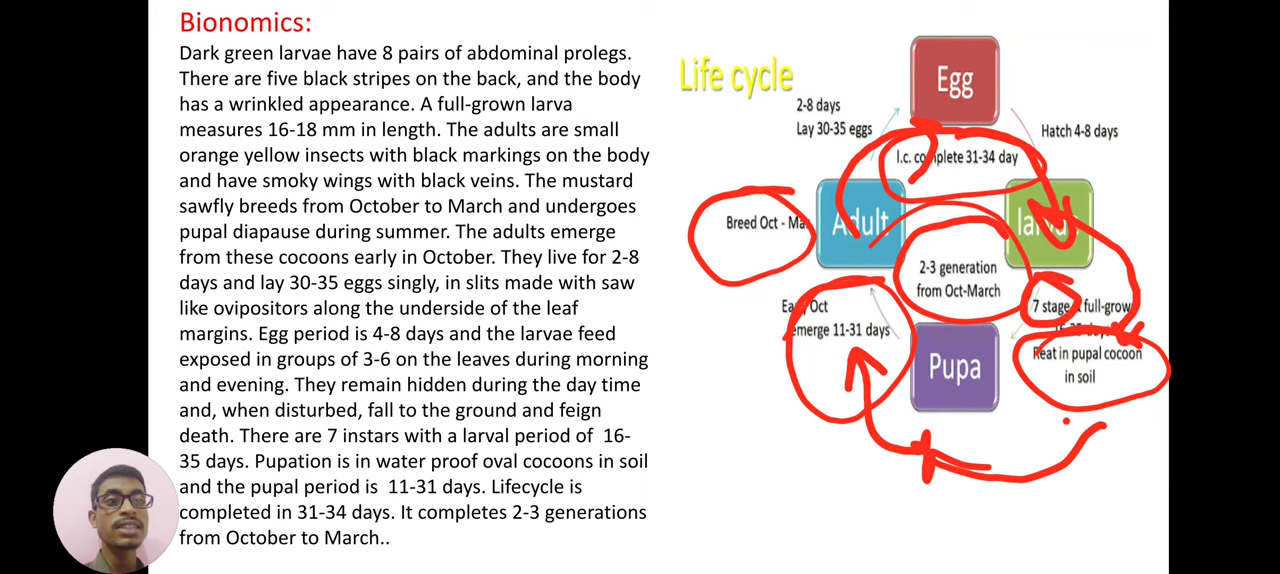 Bionomics:
Dark green larvae have 8 pairs of abdominal prolegs.
There are five black stripes on the back, and the body
has a wrinkled appearance. A full-grown larva
measures 16-18 mm in length. The adults are small
orange yellow insects with black markings on the body
and have smoky wings with black veins. The mustard
sawfly breeds from October to March and undergoes
pupal diapause during summer. The adults emerge
from these cocoons early in October. They live for 2-8
days and lay 30-35 eggs singly, in slits made with saw
like ovipositors along the underside of the leaf
margins. Egg period is 4-8 days and the larvae feed
exposed in groups of 3-6 on the leaves during morning
and evening. They remain hidden during the day time
and, when disturbed, fall to the ground and feign
death. There are 7 instars with a larval period of 16-
35 days. Pupation is in water proof oval cocoons in soil
and the pupal period is 11-31 days. Lifecycle is
completed in 31-34 days. It completes 2-3 generations
from October to March..
Life cycle
Egg
2-8 days
Lay 30-35 eggs
Hatch 4-8 days
l.c. complete 31-34 day
Adult
Breed Oct -
2-3 generation
from Oct-March
7 stage
Oct
emerge 11-31 days
Reat in pupal cocoon
in soil
Pupa